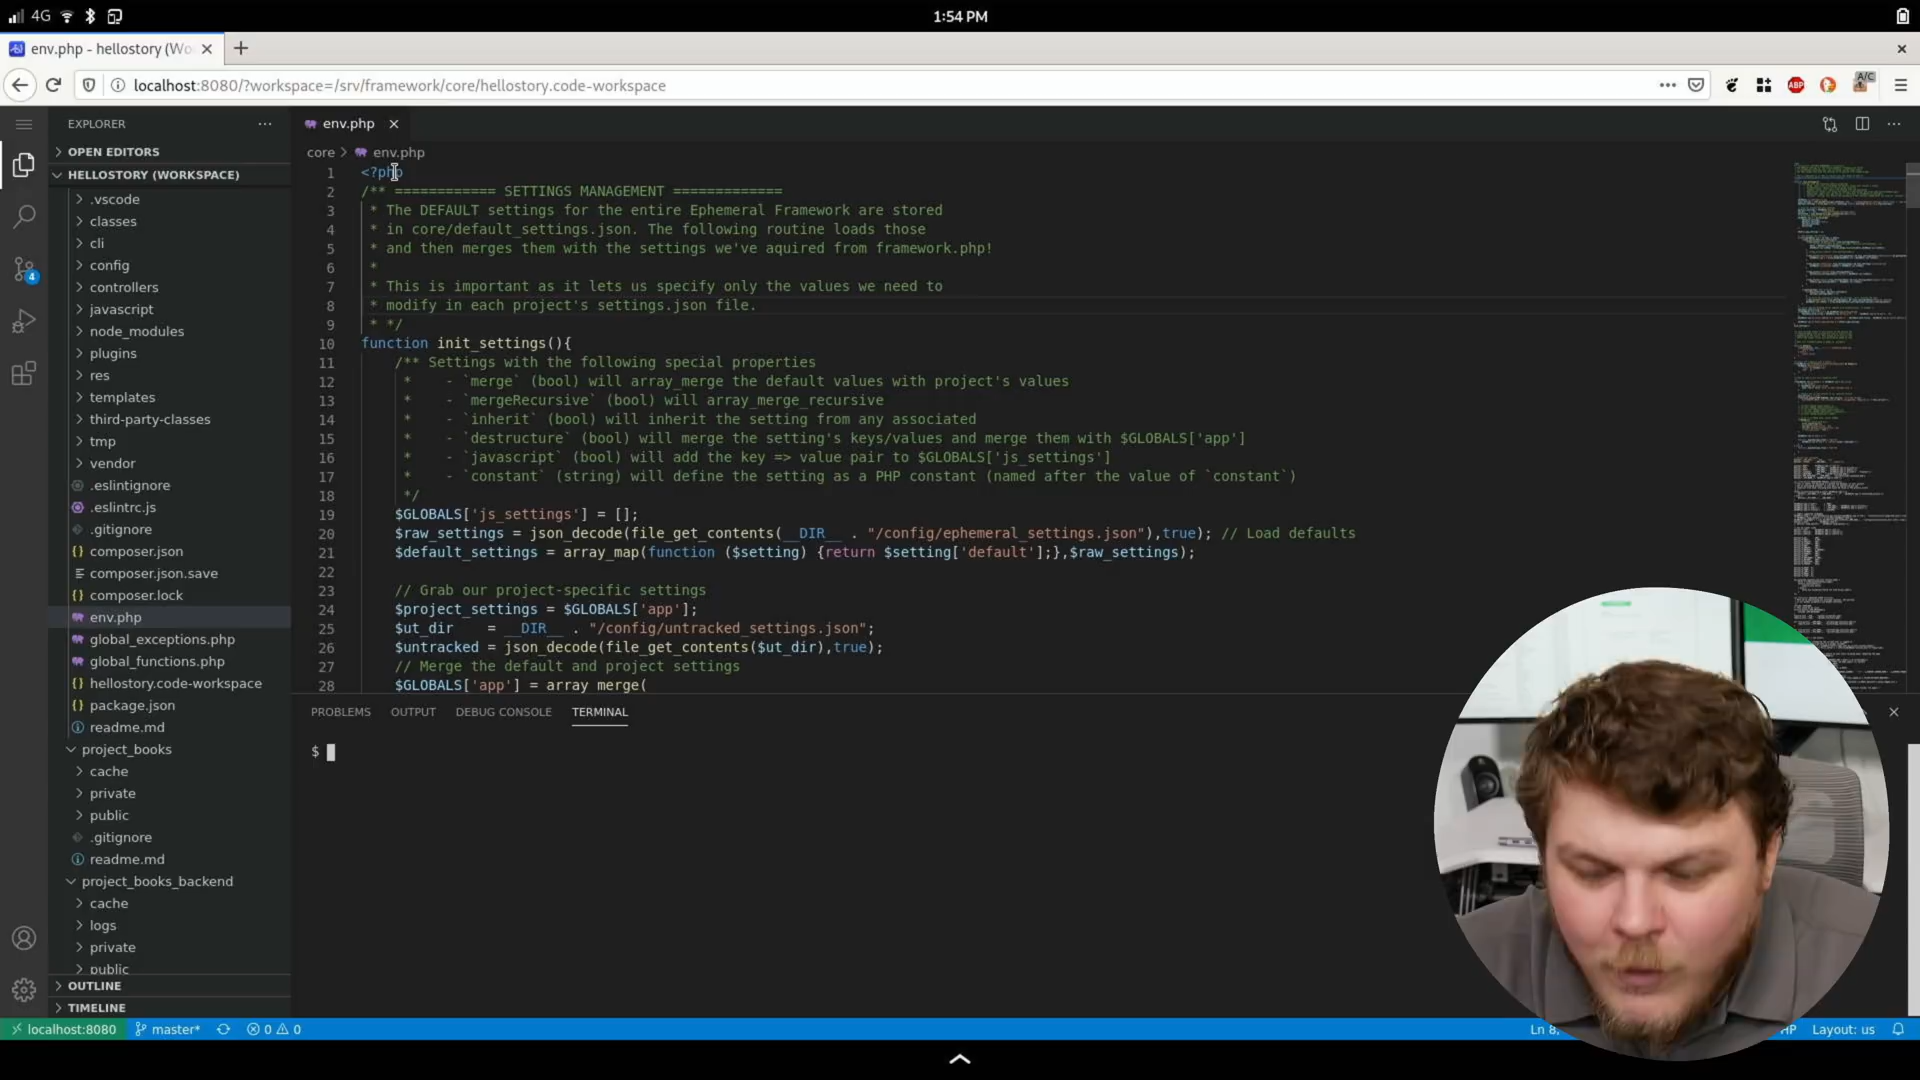 4G
1:54 PM
env.php - hellostory (Wo
localhost:8080/?workspace=/srv/framework/core/hellostory.code-workspace
ABP
A/C
EXPLORER
OPEN EDITORS
HELLOSTORY (WORKSPACE)
.vscode
classes
cli
config
controllers
javascript
node_modules
plugins
res
templates
third-party-classes
tmp
vendor
.eslintignore
.eslintrc.js
.gitignore
composer.json
composer.json.save
composer.lock
env.php
global_exceptions.php
global_functions.php
hellostory.code-workspace
package.json
readme.md
project_books
cache
private
public
.gitignore
readme.md
project_books_backend
cache
logs
private
public
OUTLINE
TIMELINE
4
env.php
core > env.php
1 <?php
2 /** ============ SETTINGS MANAGEMENT =============
3 * The DEFAULT settings for the entire Ephemeral Framework are stored
4 * in core/default_settings.json. The following routine loads those
5 * and then merges them with the settings we've aquired from framework.php!
6 *
7 * This is important as it lets us specify only the values we need to
8 * modify in each project's settings.json file.
9 * */
10 function init_settings(){
11 /** Settings with the following special properties
12 * - `merge` (bool) will array_merge the default values with project's values
13 * - `mergeRecursive` (bool) will array_merge_recursive
14 * - `inherit` (bool) will inherit the setting from any associated
15 * - `destructure` (bool) will merge the setting's keys/values and merge them with $GLOBALS['app']
16 * - `javascript` (bool) will add the key => value pair to $GLOBALS['js_settings']
17 * - `constant` (string) will define the setting as a PHP constant (named after the value of `constant`)
18 */
19 $GLOBALS['js_settings'] = [];
20 $raw_settings = json_decode(file_get_contents(__DIR__ . "/config/ephemeral_settings.json"),true); // Load defaults
21 $default_settings = array_map(function ($setting) {return $setting['default'];},$raw_settings);
22
23 // Grab our project-specific settings
24 $project_settings = $GLOBALS['app'];
25 $ut_dir = __DIR__ . "/config/untracked_settings.json";
26 $untracked = json_decode(file_get_contents($ut_dir),true);
27 // Merge the default and project settings
28 $GLOBALS['app'] = array_merge(
PROBLEMS OUTPUT DEBUG CONSOLE TERMINAL
$
localhost:8080 master* 0 0 Ln 8, HP Layout: us